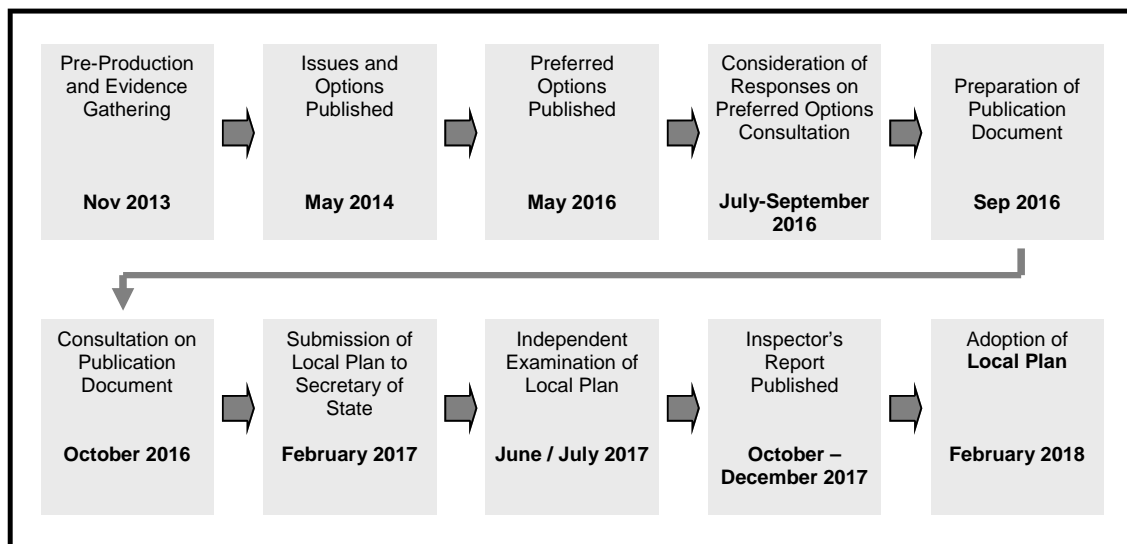 Pre-Production
and Evidence
Gathering
Nov 2013
Issues and
Options
Published
May 2014
Preferred
Options
Published
May 2016
Consideration of
Responses on
Preferred Options
Consultation
July-September
2016
Preparation of
Publication
Document
Sep 2016
Consultation on
Publication
Document
October 2016
Submission of
Local Plan to
Secretary of
State
February 2017
Independent
Examination of
Local Plan
June / July 2017
Inspector’s
Report
Published
October –
December 2017
Adoption of
Local Plan
February 2018